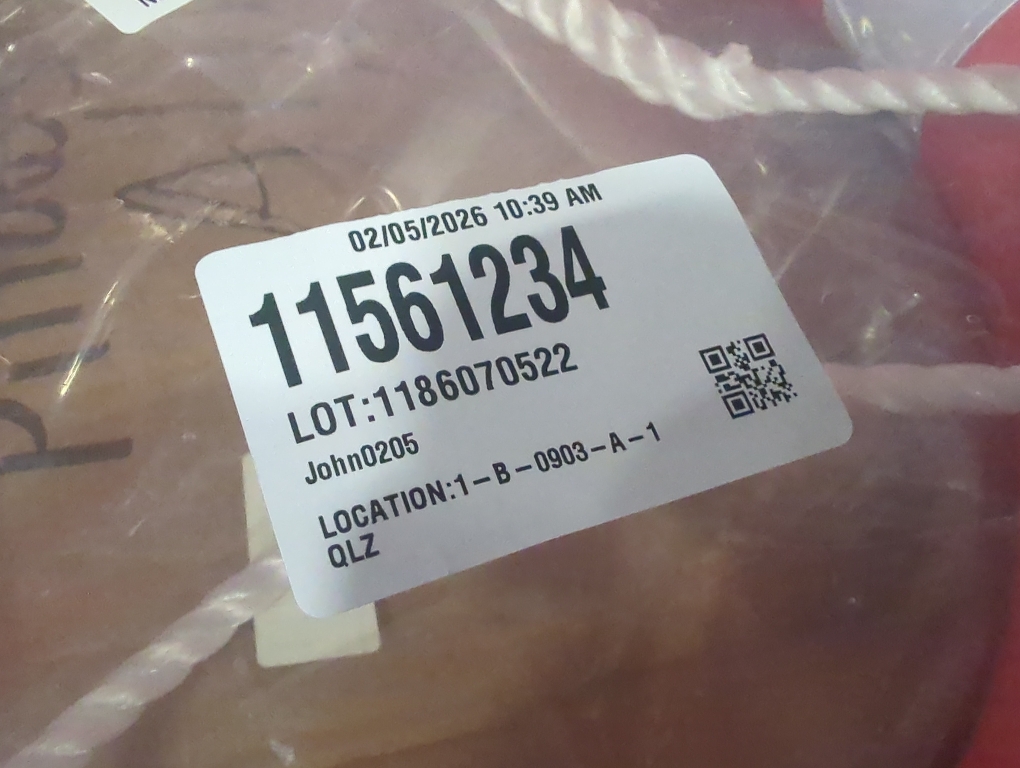 02/05/2026 10:39 AM
11561234
LOT:1186070522
John0205
LOCATION:1-B-0903-A-1
QLZ